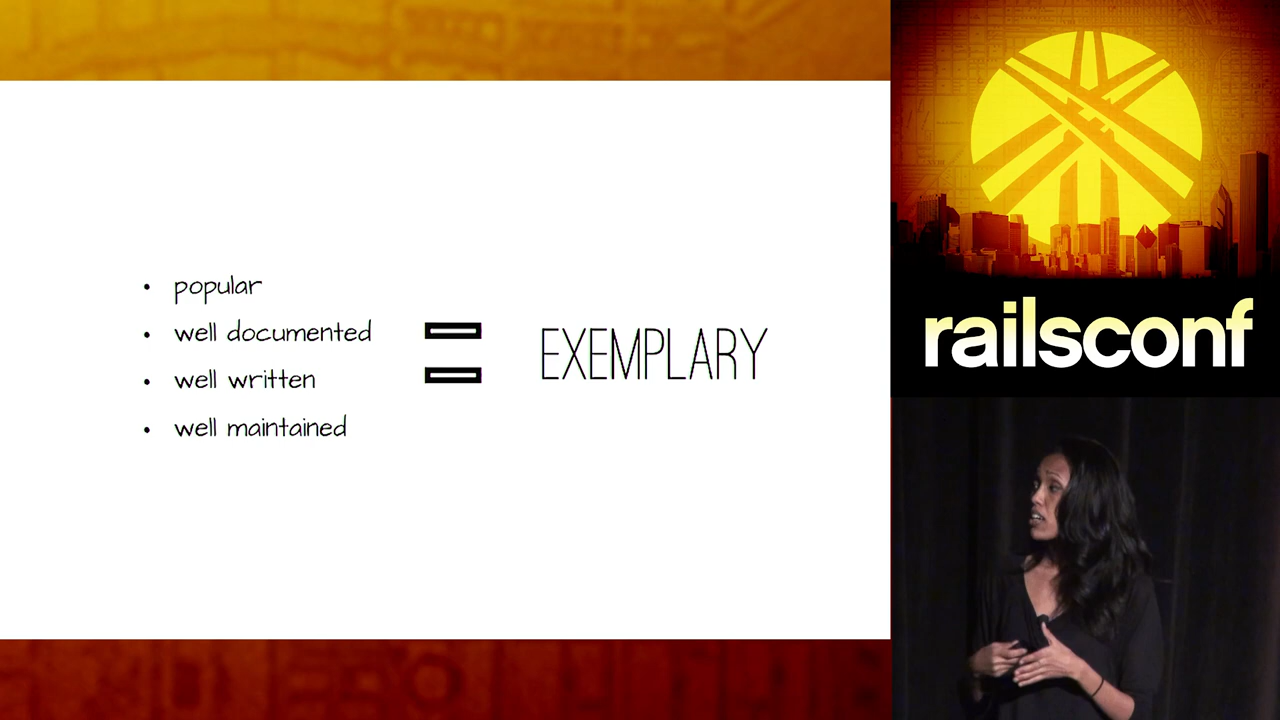 popular
well documented
well written
well maintained
=
EXEMPLARY
railsconf